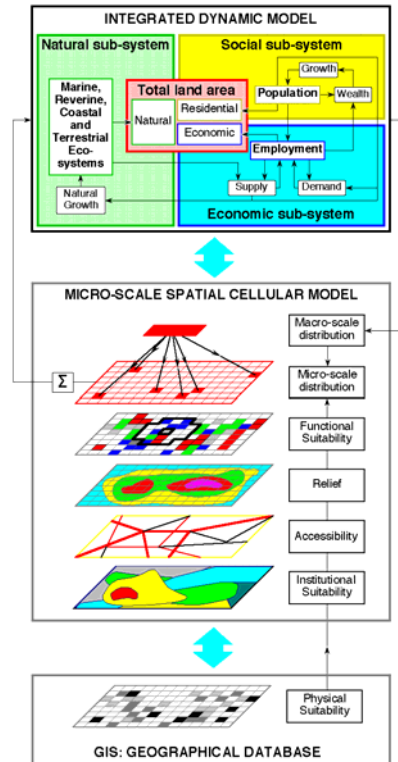 INTEGRATED DYNAMIC MODEL
Natural sub-system
Social sub-system
Marine,
Reverine,
Coastal
and
Terrestrial
Eco-
systems
Natural
Growth
Total land area
Natural
Residential
Economic
Growth
Population
Wealth
Employment
Supply
Demand
Economic sub-system
MICRO-SCALE SPATIAL CELLULAR MODEL
Macro-scale
distribution
Σ
Micro-scale
distribution
Functional
Suitability
Relief
Accessibility
Institutional
Suitability
Physical
Suitability
GIS: GEOGRAPHICAL DATABASE